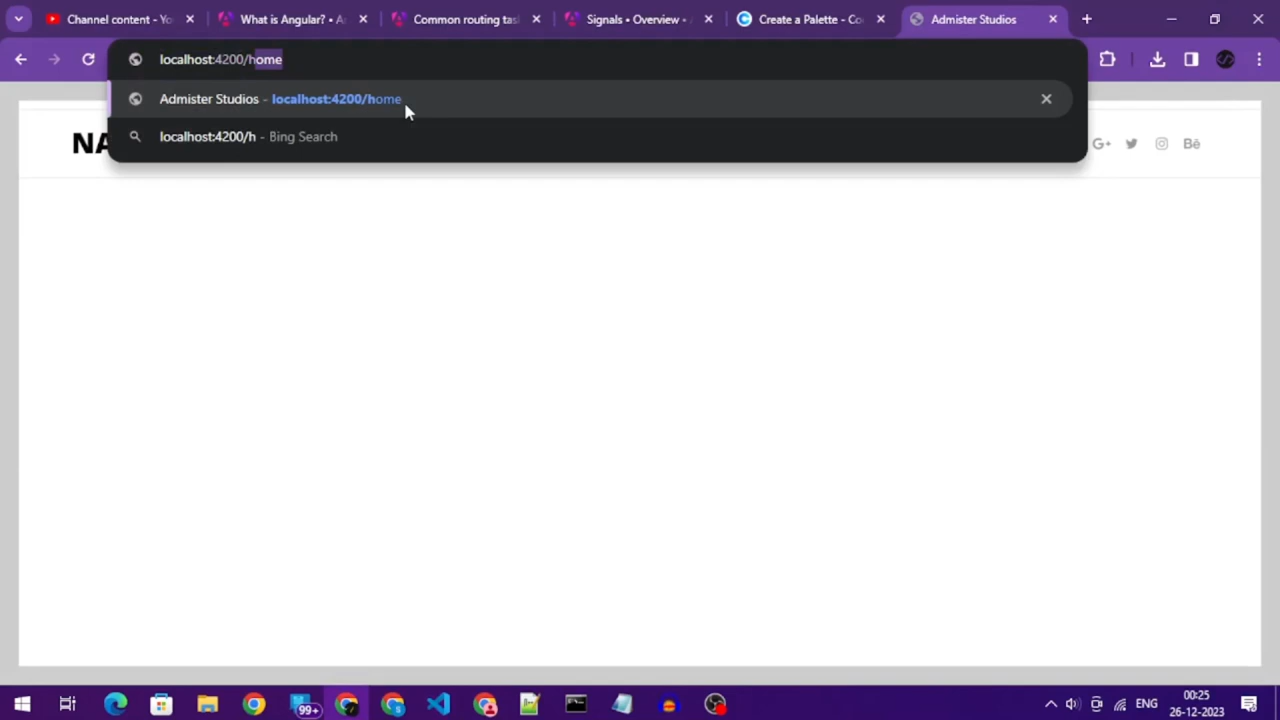 Channel content - Yo
What is Angular? • A
Common routing tas
Signals • Overview • 
Create a Palette - Co
Admister Studios
localhost:4200/home
Admister Studios - localhost:4200/home
localhost:4200/h - Bing Search
NA
G+
Bē
99+
ENG
00:25
26-12-2023